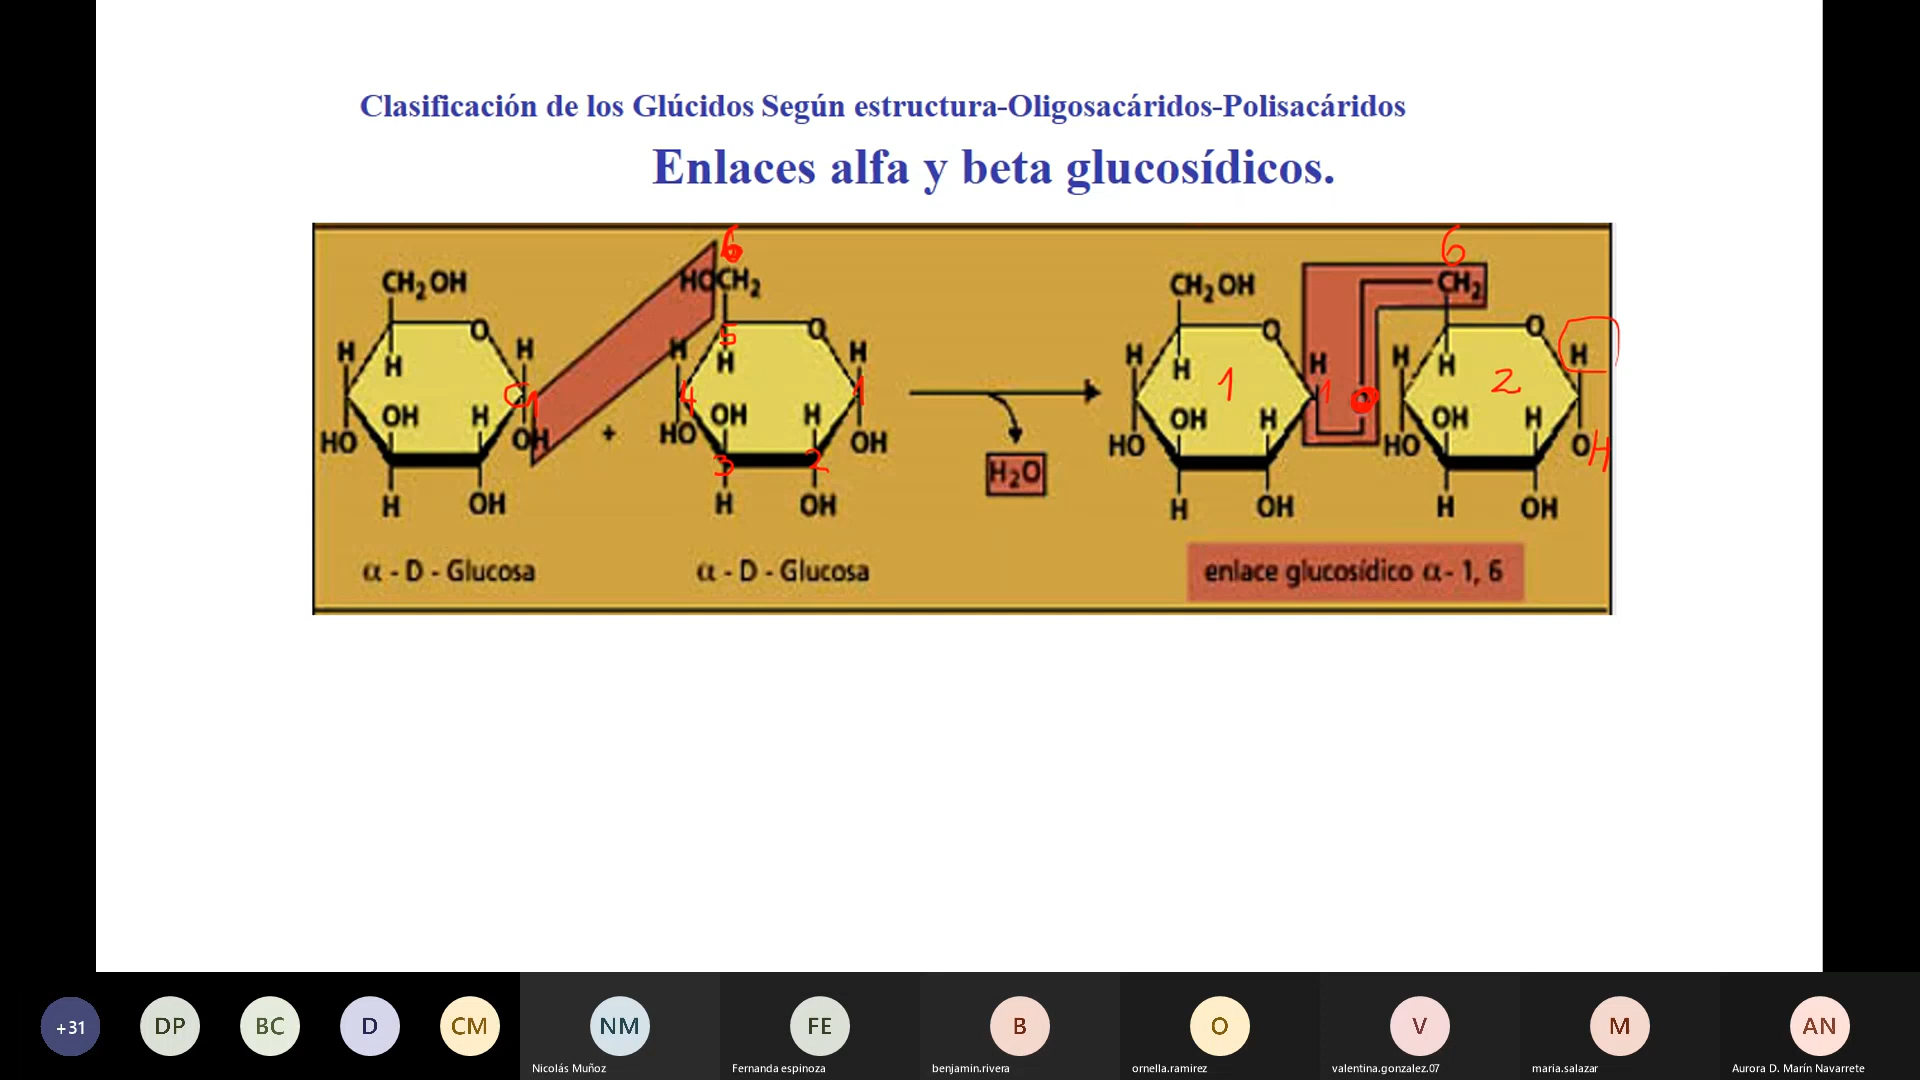 Clasificación de los Glúcidos Según estructura-Oligosacáridos-Polisacáridos
Enlaces alfa y beta glucosídicos.
6 6
CH2OH HOCH2 CH2OH CH2
O 5 O O O
H H H H H H H H
H H H H
C1 4 1 1 1 O 2
OH H OH H OH H OH H
HO OH + HO OH HO HO OH
3 2 H2O
H OH H OH H OH H OH
α - D - Glucosa α - D - Glucosa enlace glucosídico α - 1, 6
+31 DP BC D CM NM FE B O V M AN
Nicolás Muñoz Fernanda espinoza benjamin.rivera ornella.ramirez valentina.gonzalez.07 maria.salazar Aurora D. Marín Navarrete